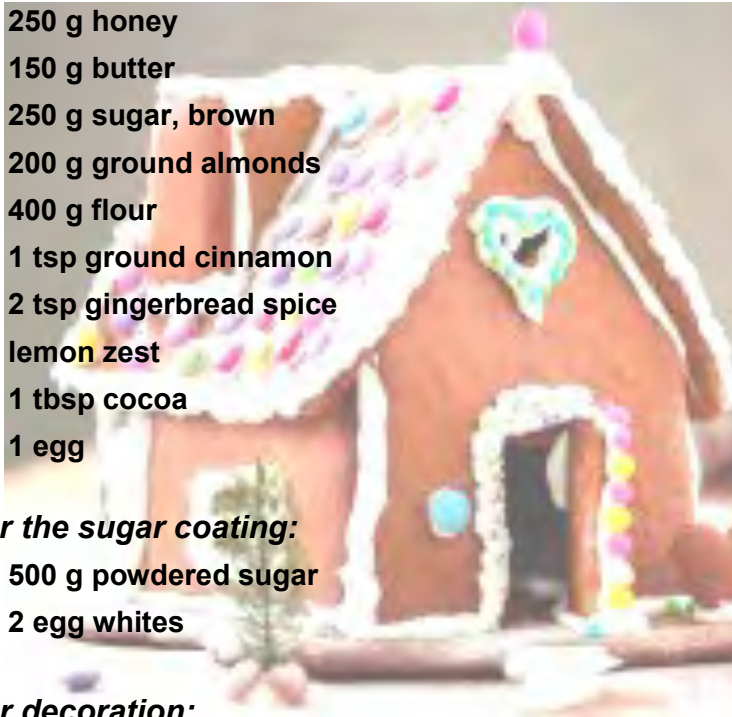 250 g honey
150 g butter
250 g sugar, brown
200 g ground almonds
400 g flour
1 tsp ground cinnamon
2 tsp gingerbread spice
lemon zest
1 tbsp cocoa
1 egg
r the sugar coating:
500 g powdered sugar
2 egg whites
r decoration: